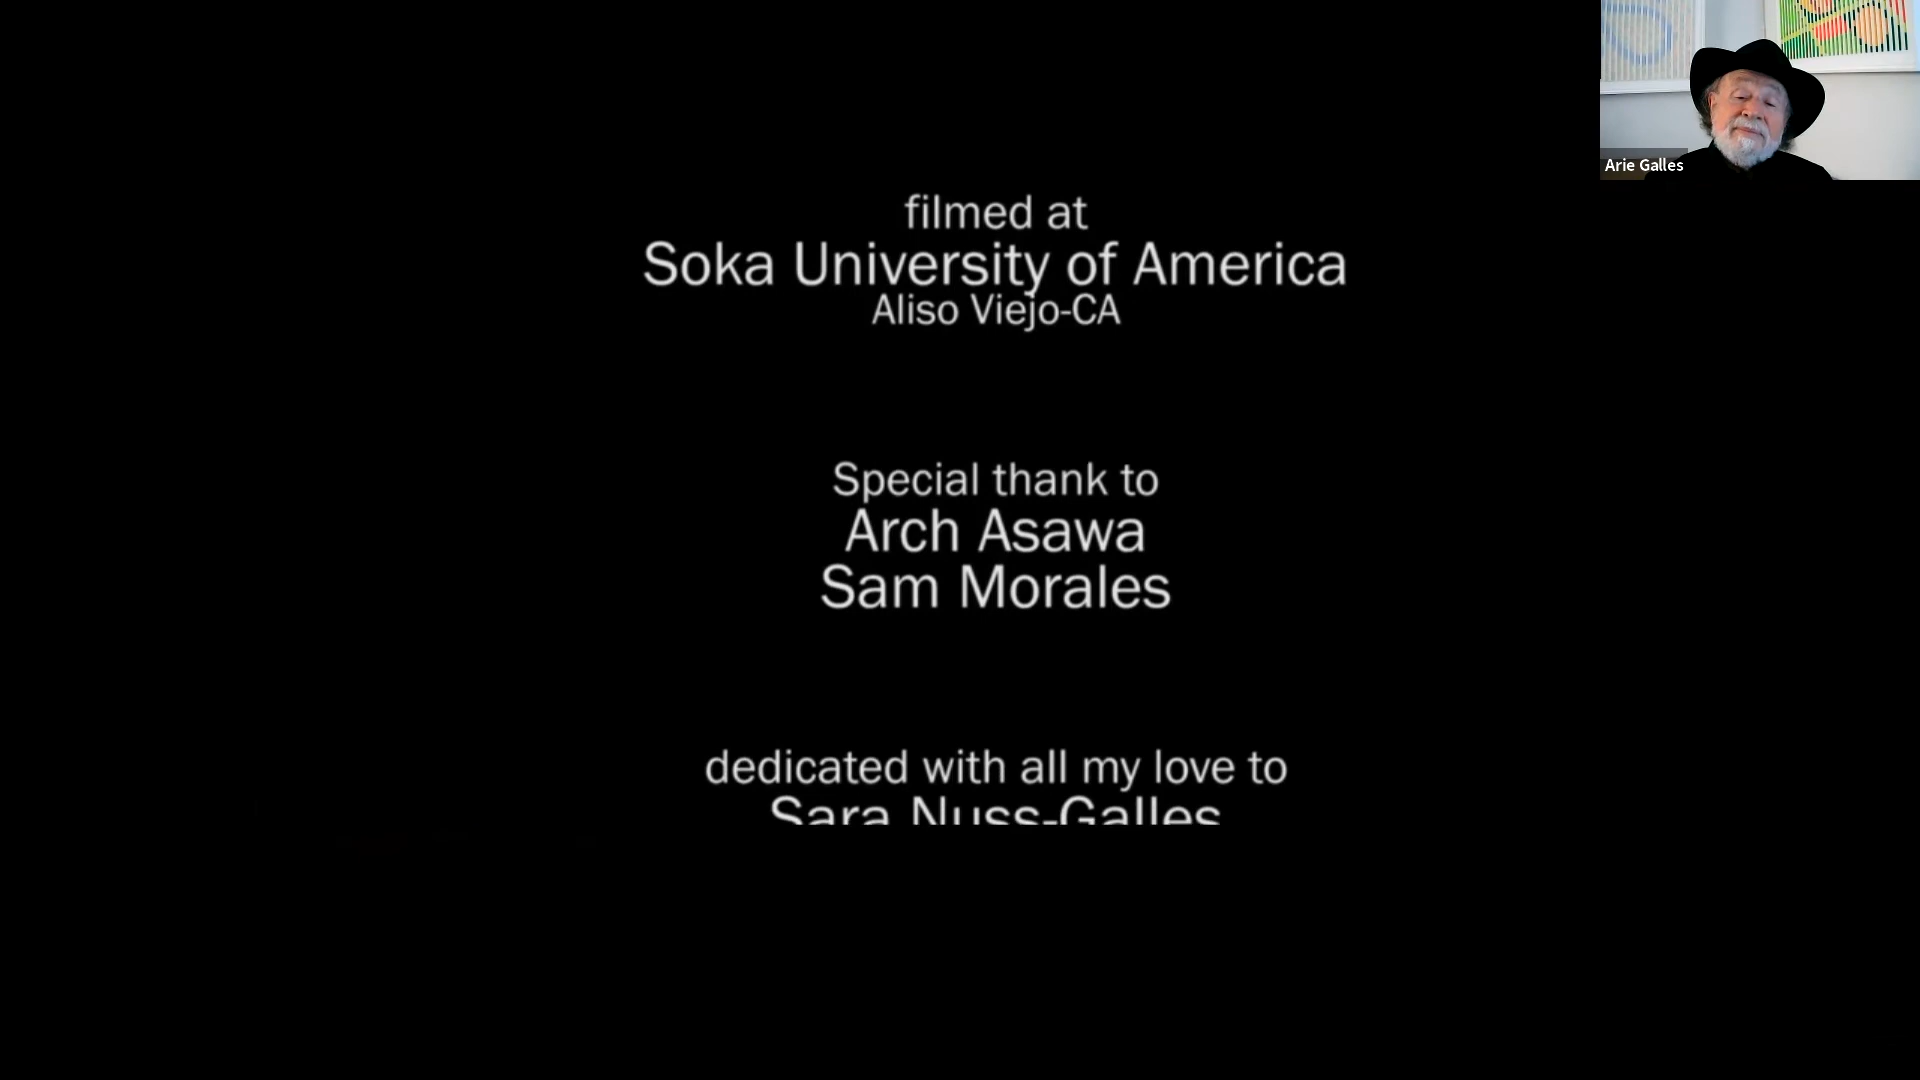 filmed at
Soka University of America
Aliso Viejo-CA
Special thank to
Arch Asawa
Sam Morales
dedicated with all my love to
Sara Nuss-Galles
Arie Galles